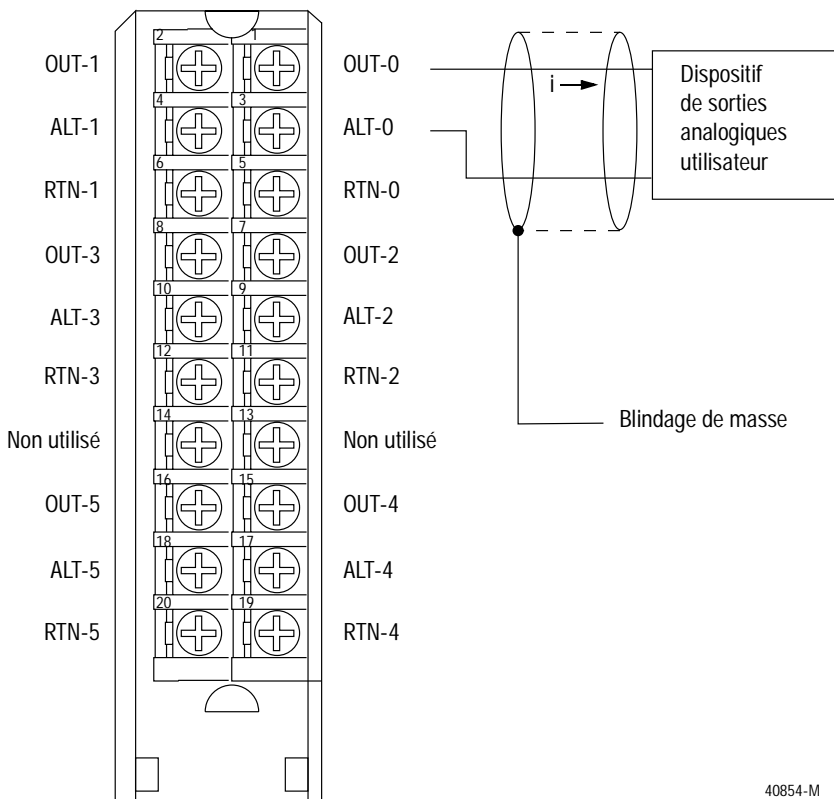 2 1
OUT-1 OUT-0
4 3
ALT-1 ALT-0
6 5
RTN-1 RTN-0
8 7
OUT-3 OUT-2
10 9
ALT-3 ALT-2
12 11
RTN-3 RTN-2
14 13
Non utilisé Non utilisé
16 15
OUT-5 OUT-4
18 17
ALT-5 ALT-4
20 19
RTN-5 RTN-4
i
Dispositif
de sorties
analogiques
utilisateur
Blindage de masse
40854-M